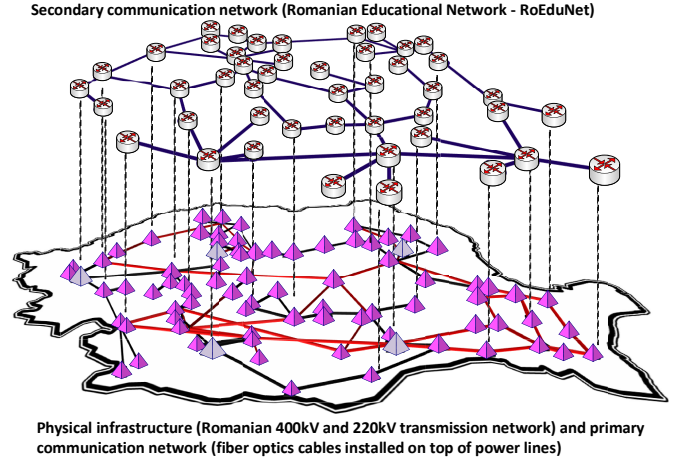 Secondary communication network (Romanian Educational Network - RoEduNet)
Physical infrastructure (Romanian 400kV and 220kV transmission network) and primary
communication network (fiber optics cables installed on top of power lines)